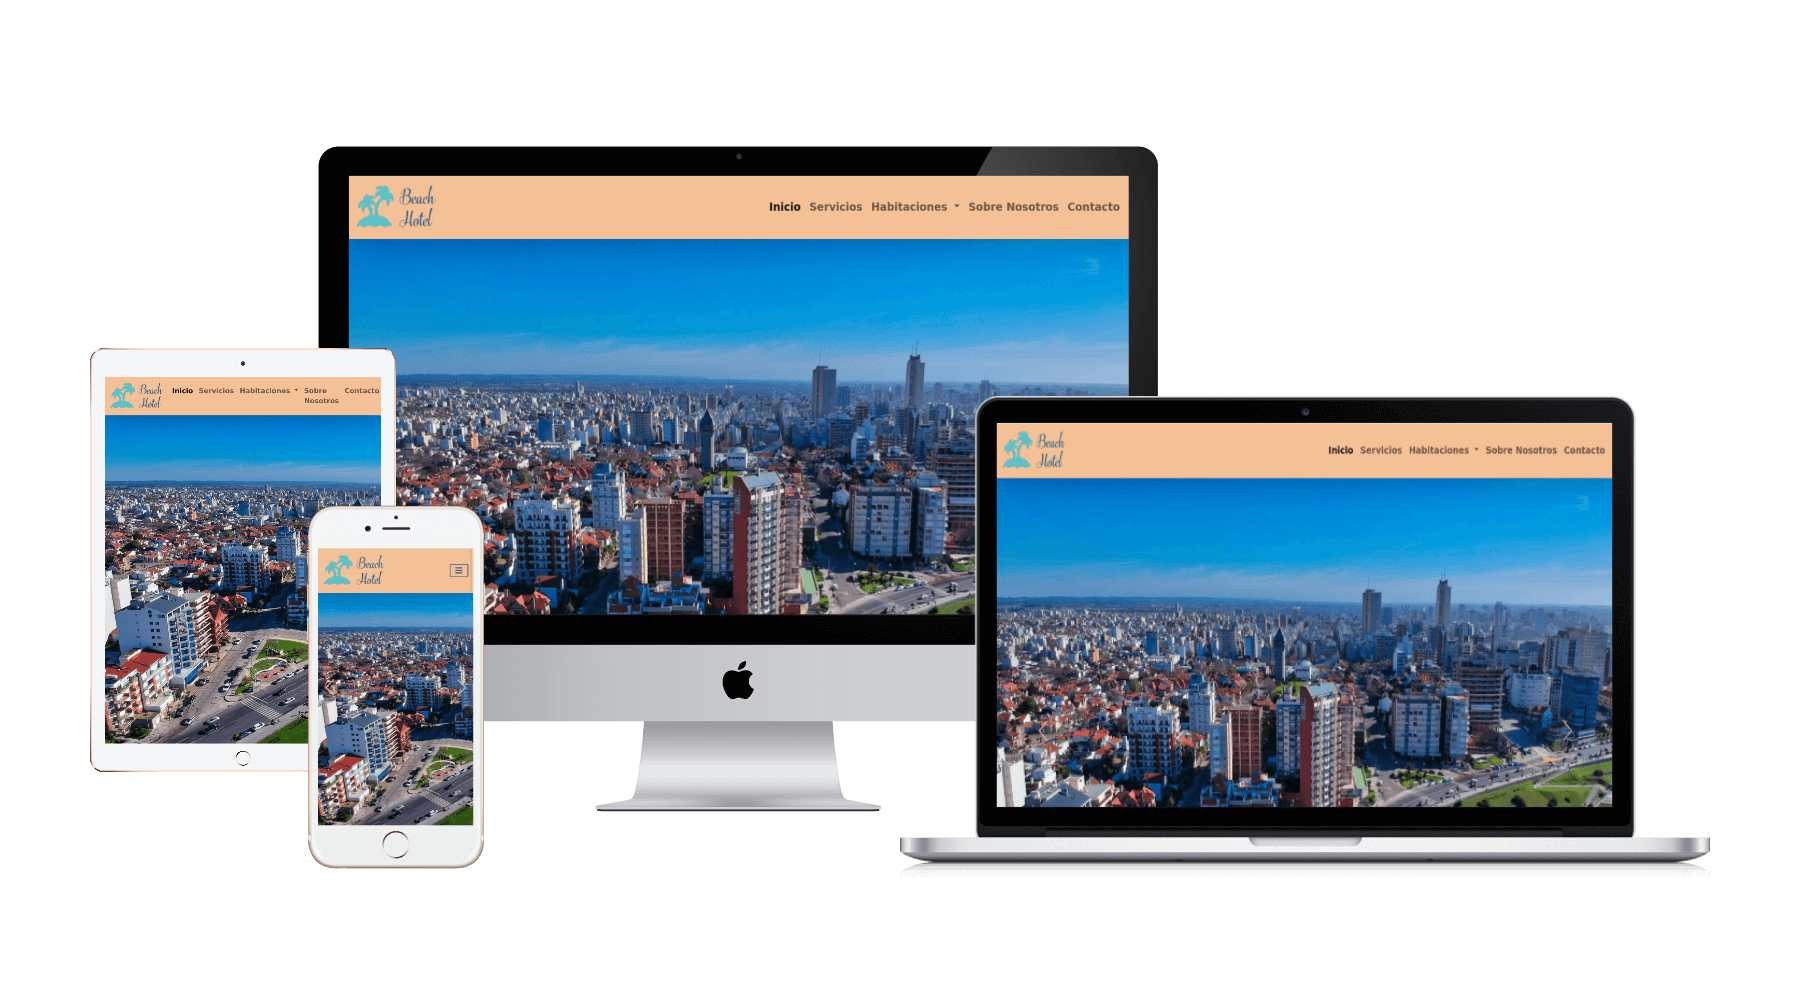 Beach
Hotel
Inicio Servicios Habitaciones Sobre Nosotros Contacto
Beach
Hotel
Inicio Servicios Habitaciones Sobre
Nosotros
Contacto
Beach
Hotel
Inicio Servicios Habitaciones Sobre Nosotros Contacto
Beach
Hotel